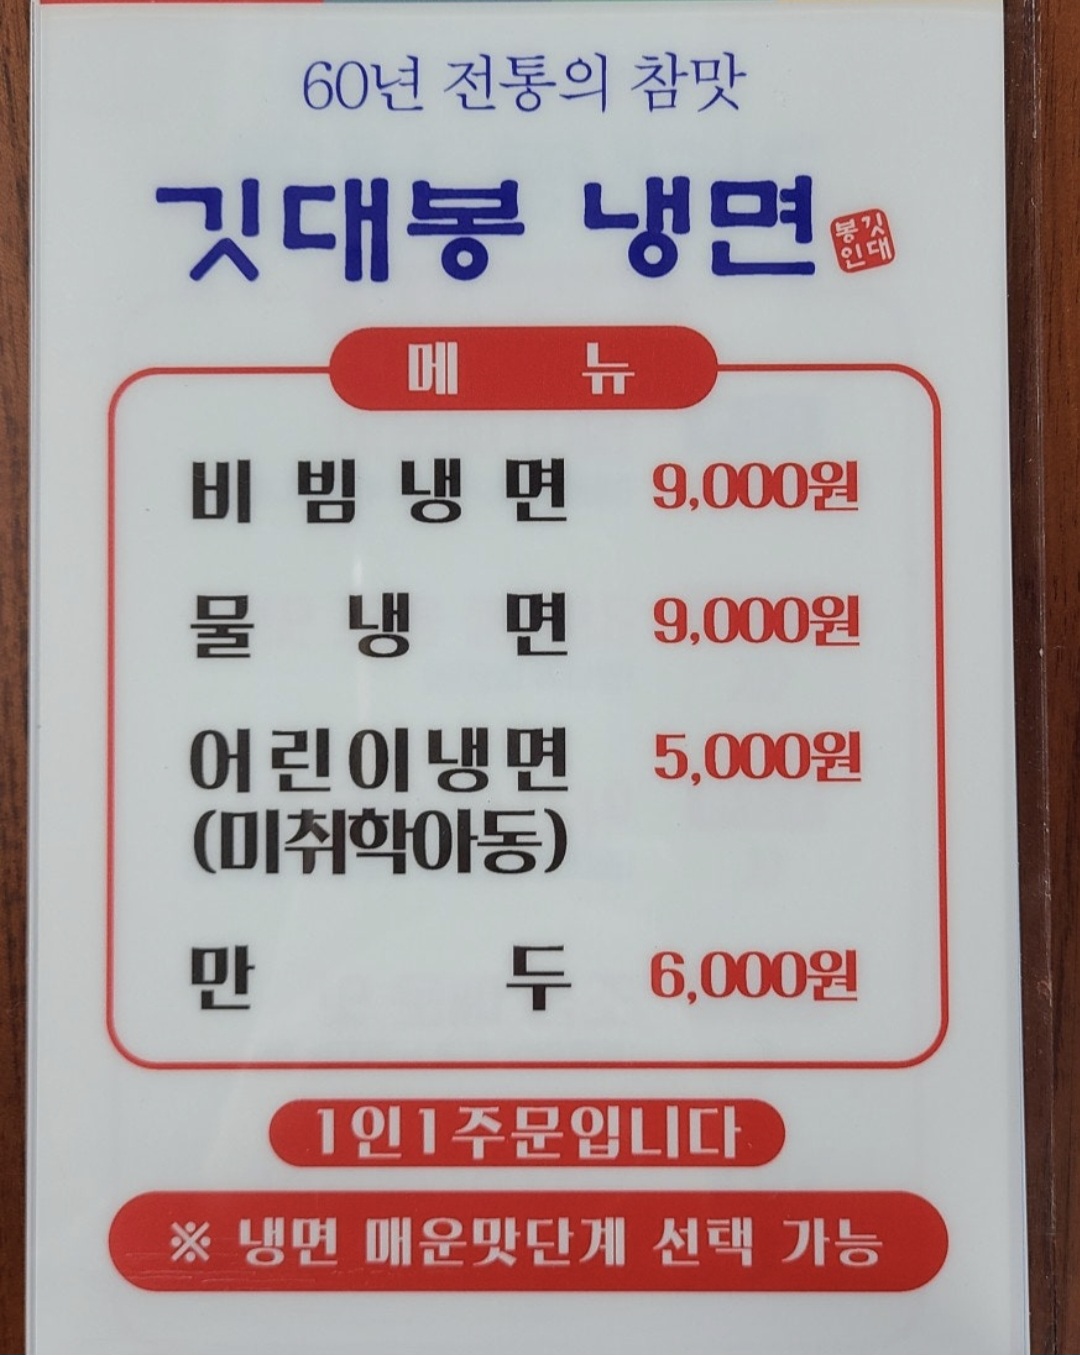 60년 전통의 참맛
깃대봉 냉면
봉깃
인대
메 뉴
비빔냉면 9,000원
물냉면 9,000원
어린이냉면 5,000원
(미취학아동)
만두 6,000원
1인1주문입니다
※ 냉면 매운맛단계 선택 가능